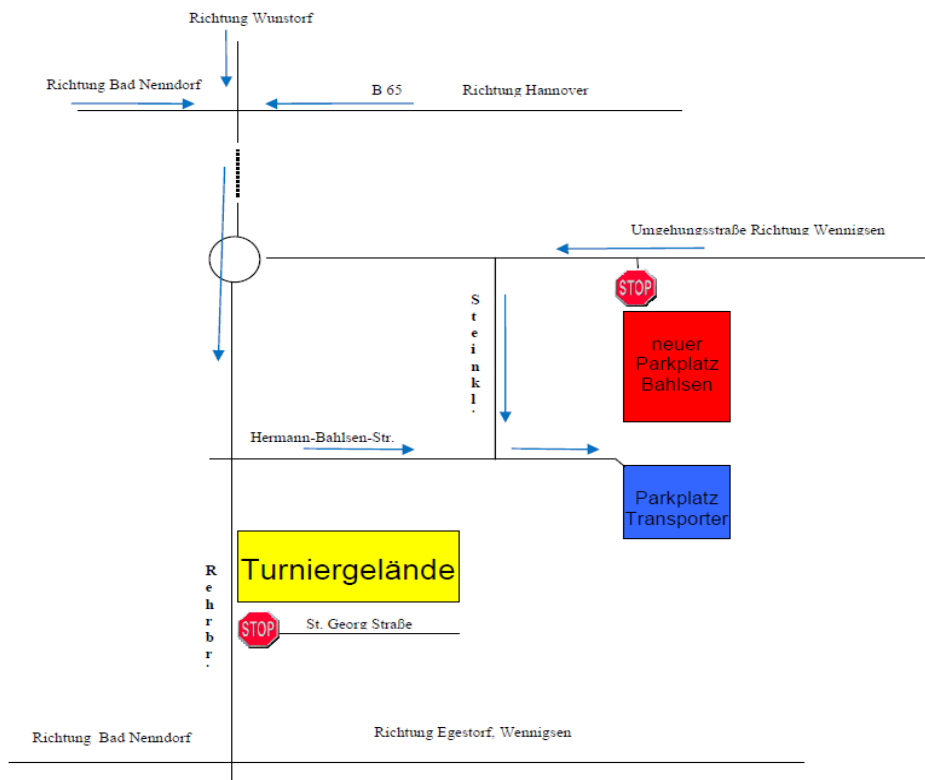 Richtung Wunstorf
Richtung Bad Nenndorf
B 65
Richtung Hannover
Umgehungsstraße Richtung Wennigsen
STOP
Steinkl.
neuer
Parkplatz
Bahlsen
Hermann-Bahlsen-Str.
Parkplatz
Transporter
Turniergelände
Rehrbr.
STOP
St. Georg Straße
Richtung Bad Nenndorf
Richtung Egestorf, Wennigsen